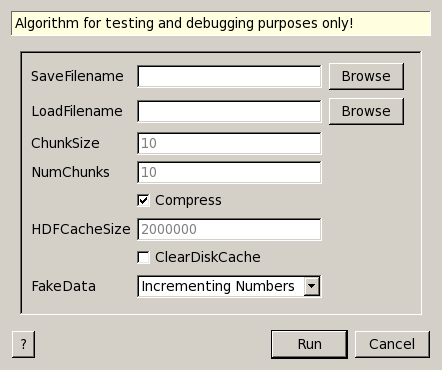 Algorithm for testing and debugging purposes only!
SaveFilename Browse
LoadFilename Browse
ChunkSize 10
NumChunks 10
Compress
HDFCacheSize 2000000
ClearDiskCache
FakeData Incrementing Numbers
? Run Cancel